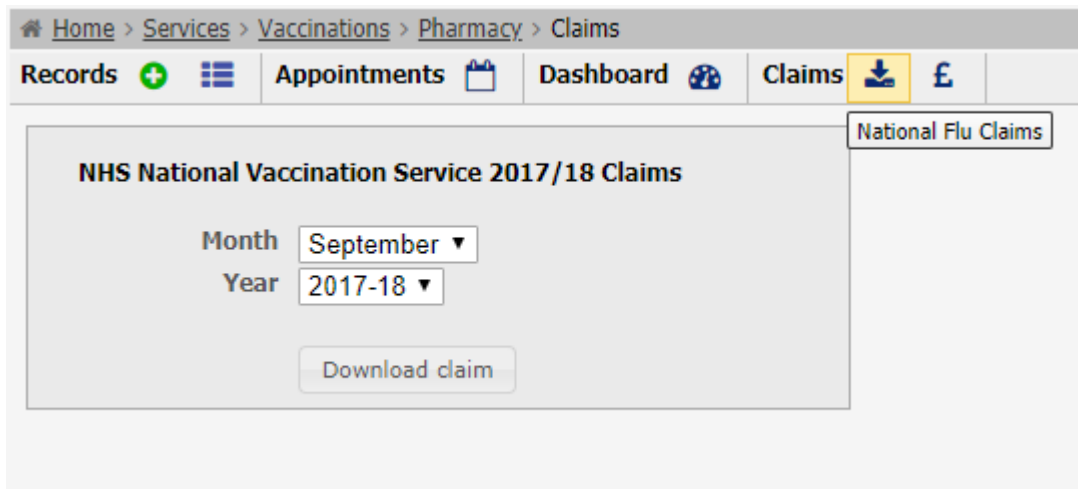 Home > Services > Vaccinations > Pharmacy > Claims
Records Appointments Dashboard Claims £
National Flu Claims
NHS National Vaccination Service 2017/18 Claims
Month September
Year 2017-18
Download claim